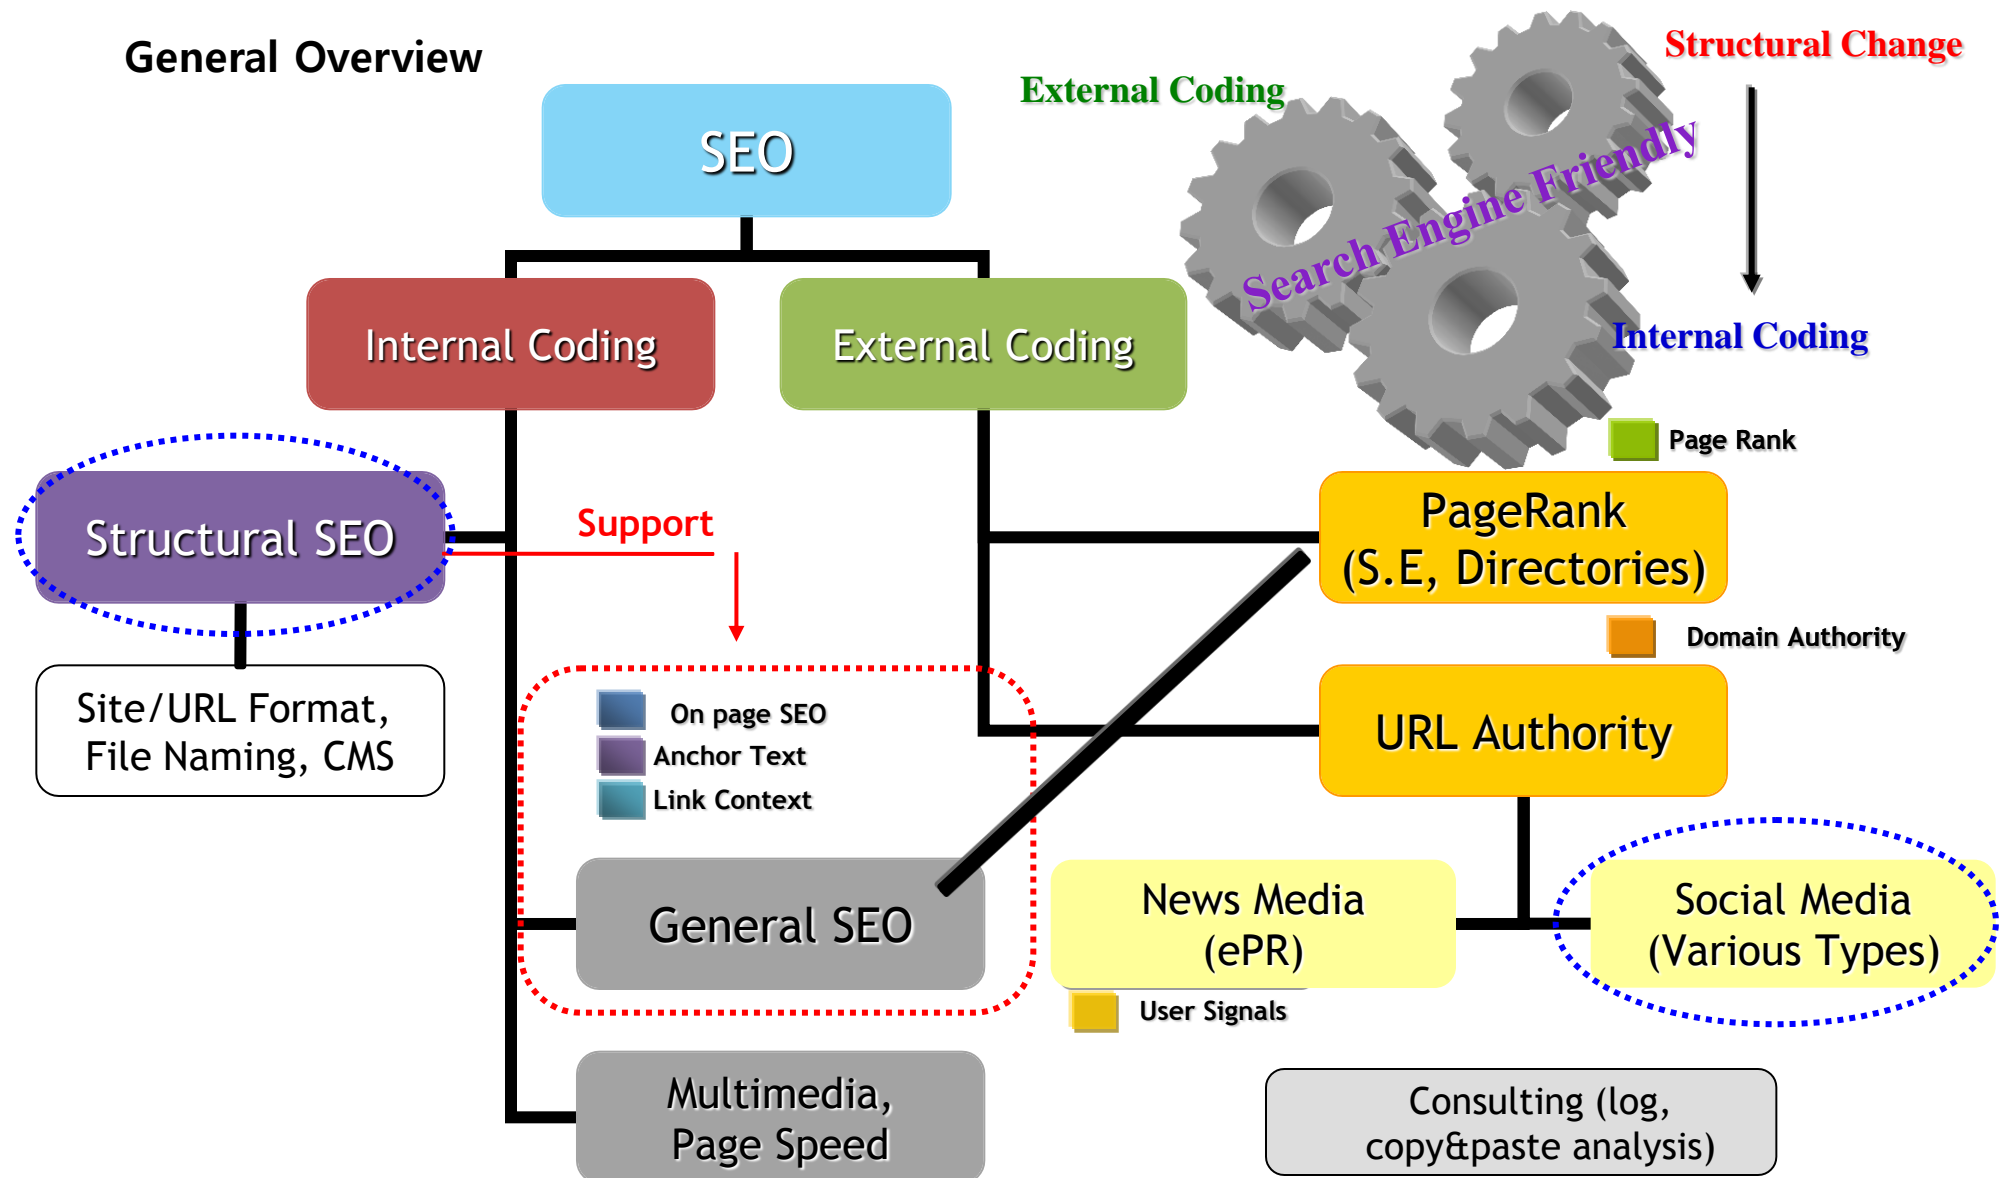 General Overview
Structural Change
External Coding
SEO
Search Engine Friendly
Internal Coding
External Coding
Internal Coding
Page Rank
Structural SEO
Support
PageRank
(S.E, Directories)
Domain Authority
Site/URL Format,
File Naming, CMS
On page SEO
Anchor Text
Link Context
URL Authority
General SEO
News Media
(ePR)
Social Media
(Various Types)
User Signals
Multimedia,
Page Speed
Consulting (log,
copy&paste analysis)